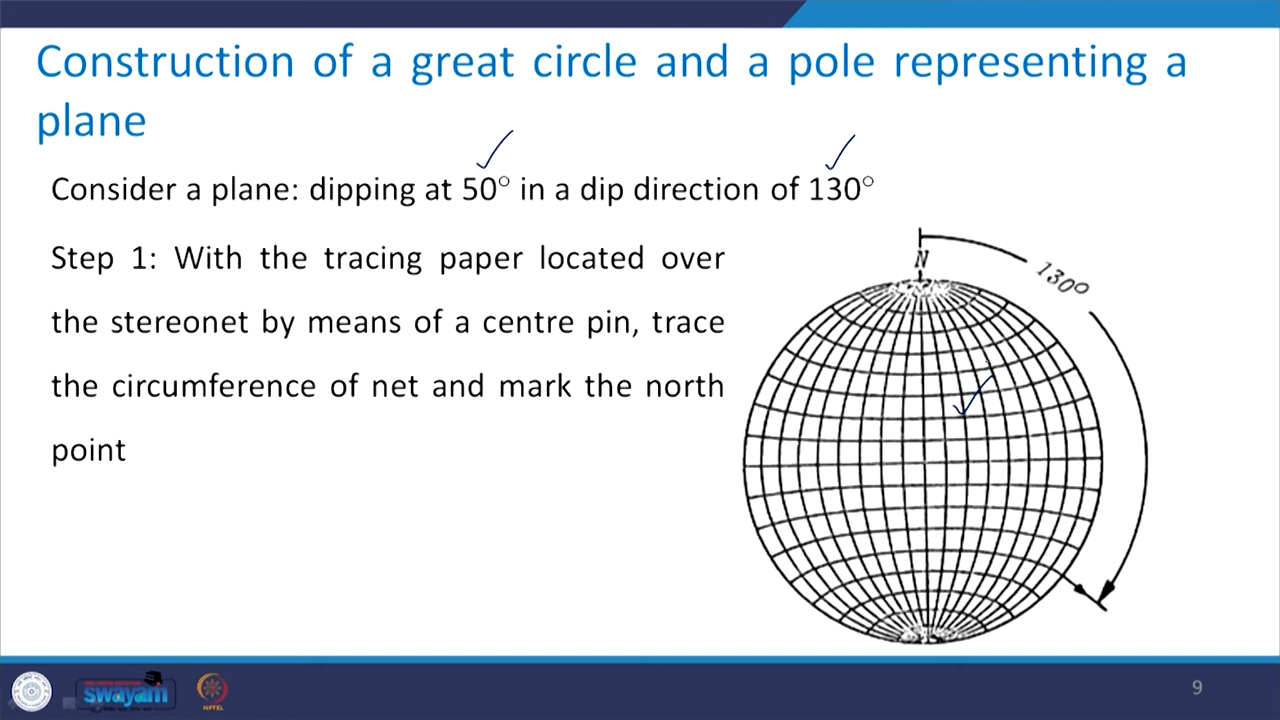 Construction of a great circle and a pole representing a
plane
Consider a plane: dipping at 50° in a dip direction of 130°
Step 1: With the tracing paper located over
the stereonet by means of a centre pin, trace
the circumference of net and mark the north
point
N
130°
swayam
NPTEL
9